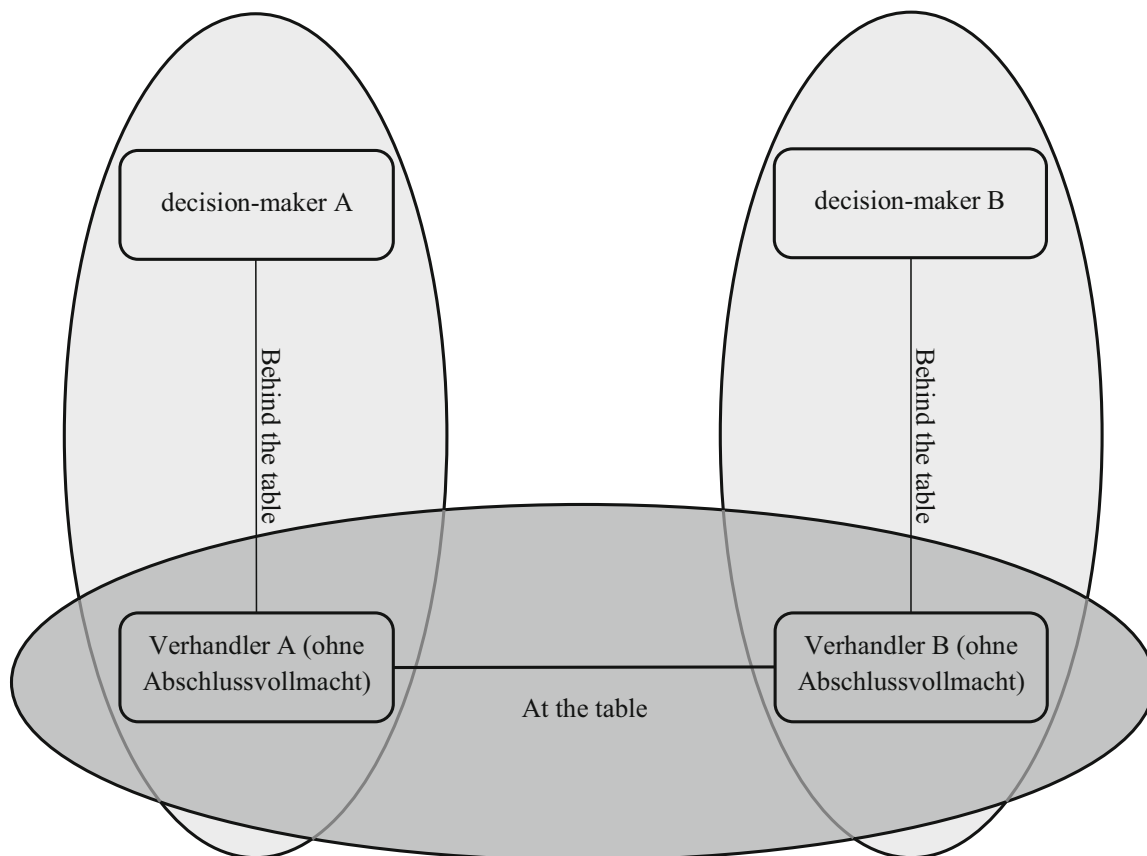 decision-maker A
decision-maker B
Behind the table
Behind the table
Verhandler A (ohne
Abschlussvollmacht)
Verhandler B (ohne
Abschlussvollmacht)
At the table